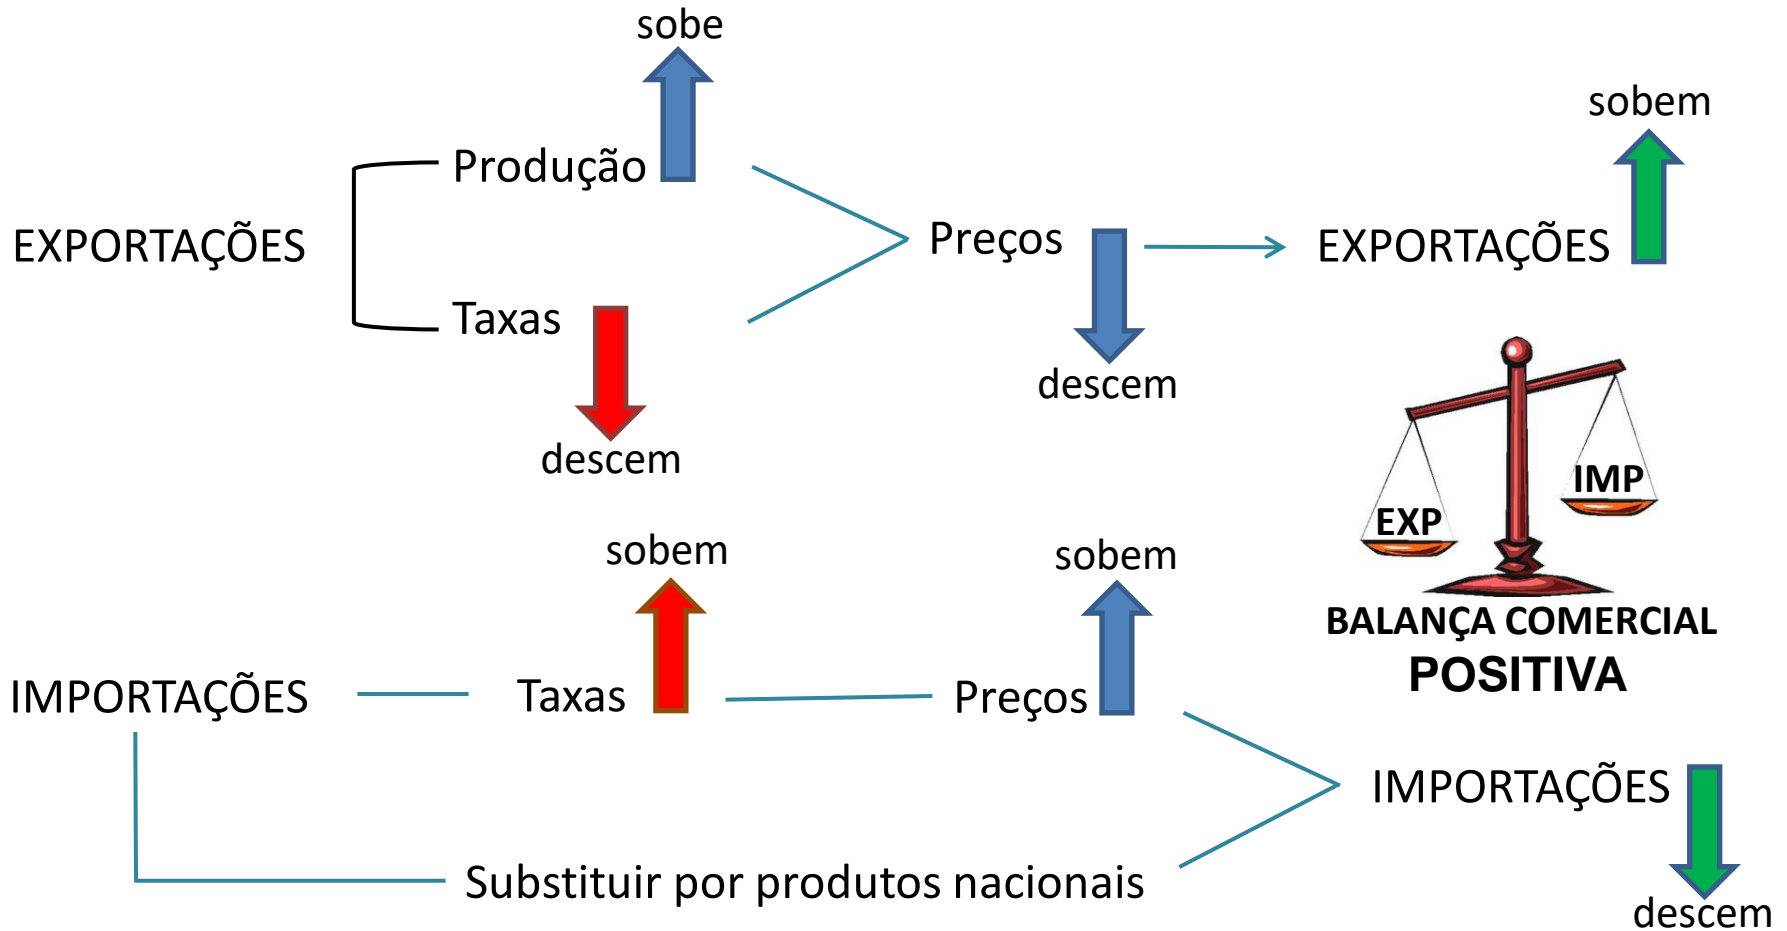 sobe
sobem
Produção
EXPORTAÇÕES
Preços
EXPORTAÇÕES
Taxas
descem
descem
IMP
EXP
sobem
sobem
BALANÇA COMERCIAL
POSITIVA
IMPORTAÇÕES
Taxas
Preços
IMPORTAÇÕES
Substituir por produtos nacionais
descem